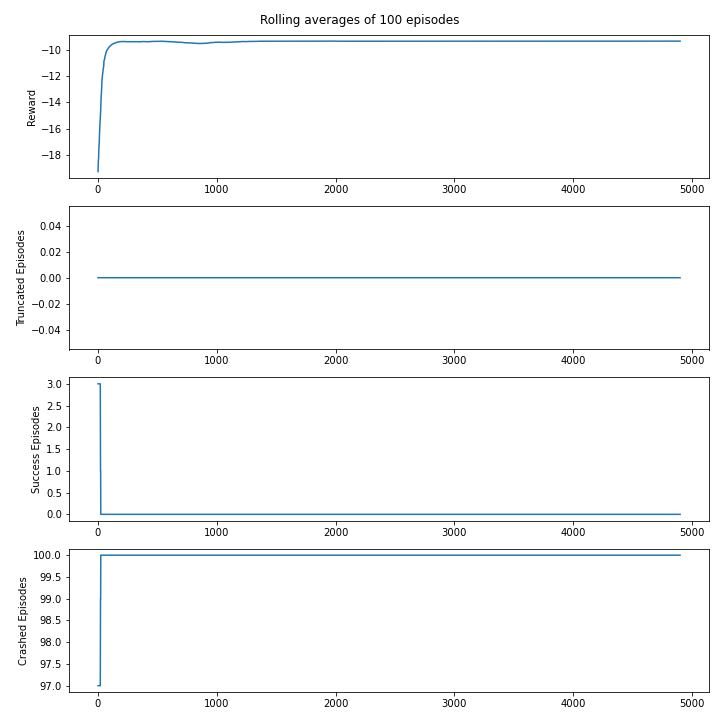 Rolling averages of 100 episodes
Reward
−10
−12
−14
−16
−18
0 1000 2000 3000 4000 5000
Truncated Episodes
0.04
0.02
0.00
−0.02
−0.04
0 1000 2000 3000 4000 5000
Success Episodes
3.0
2.5
2.0
1.5
1.0
0.5
0.0
0 1000 2000 3000 4000 5000
Crashed Episodes
100.0
99.5
99.0
98.5
98.0
97.5
97.0
0 1000 2000 3000 4000 5000